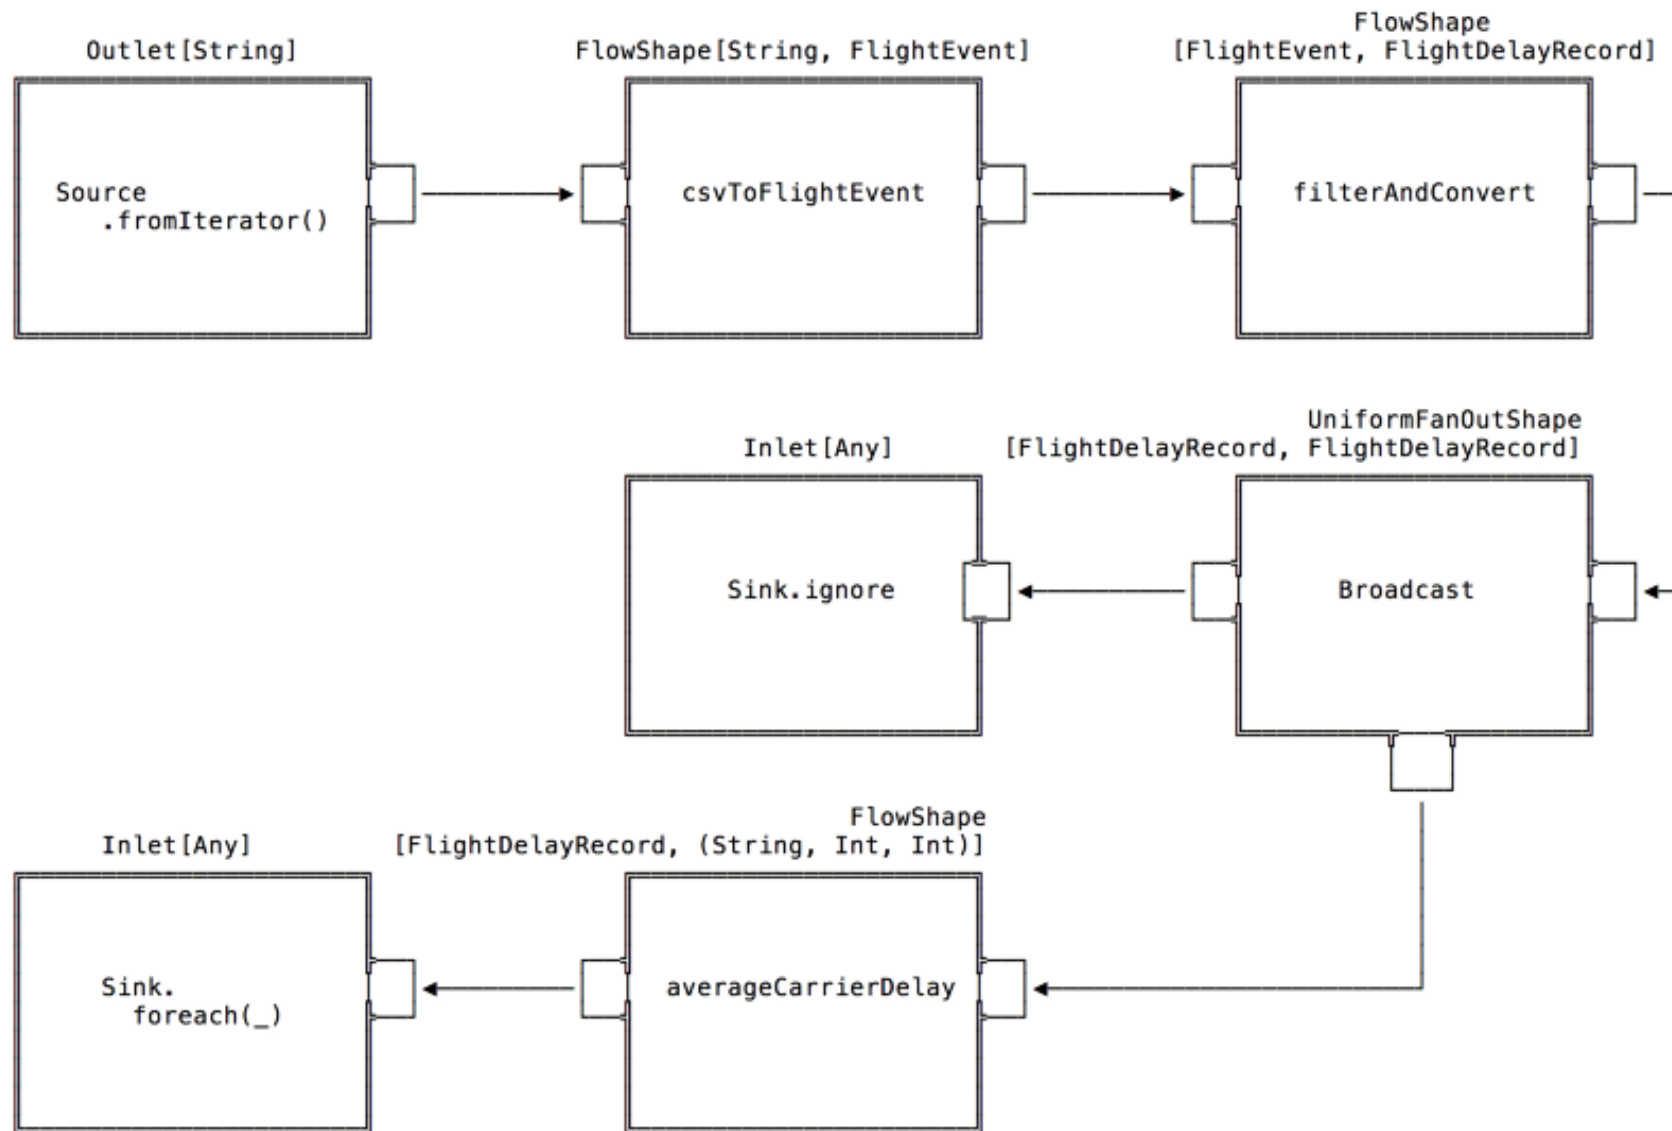 Outlet[String]
FlowShape[String, FlightEvent]
FlowShape
[FlightEvent, FlightDelayRecord]
Source
.fromIterator()
csvToFlightEvent
filterAndConvert
Inlet[Any]
UniformFanOutShape
[FlightDelayRecord, FlightDelayRecord]
Sink.ignore
Broadcast
Inlet[Any]
FlowShape
[FlightDelayRecord, (String, Int, Int)]
Sink.
foreach(_)
averageCarrierDelay